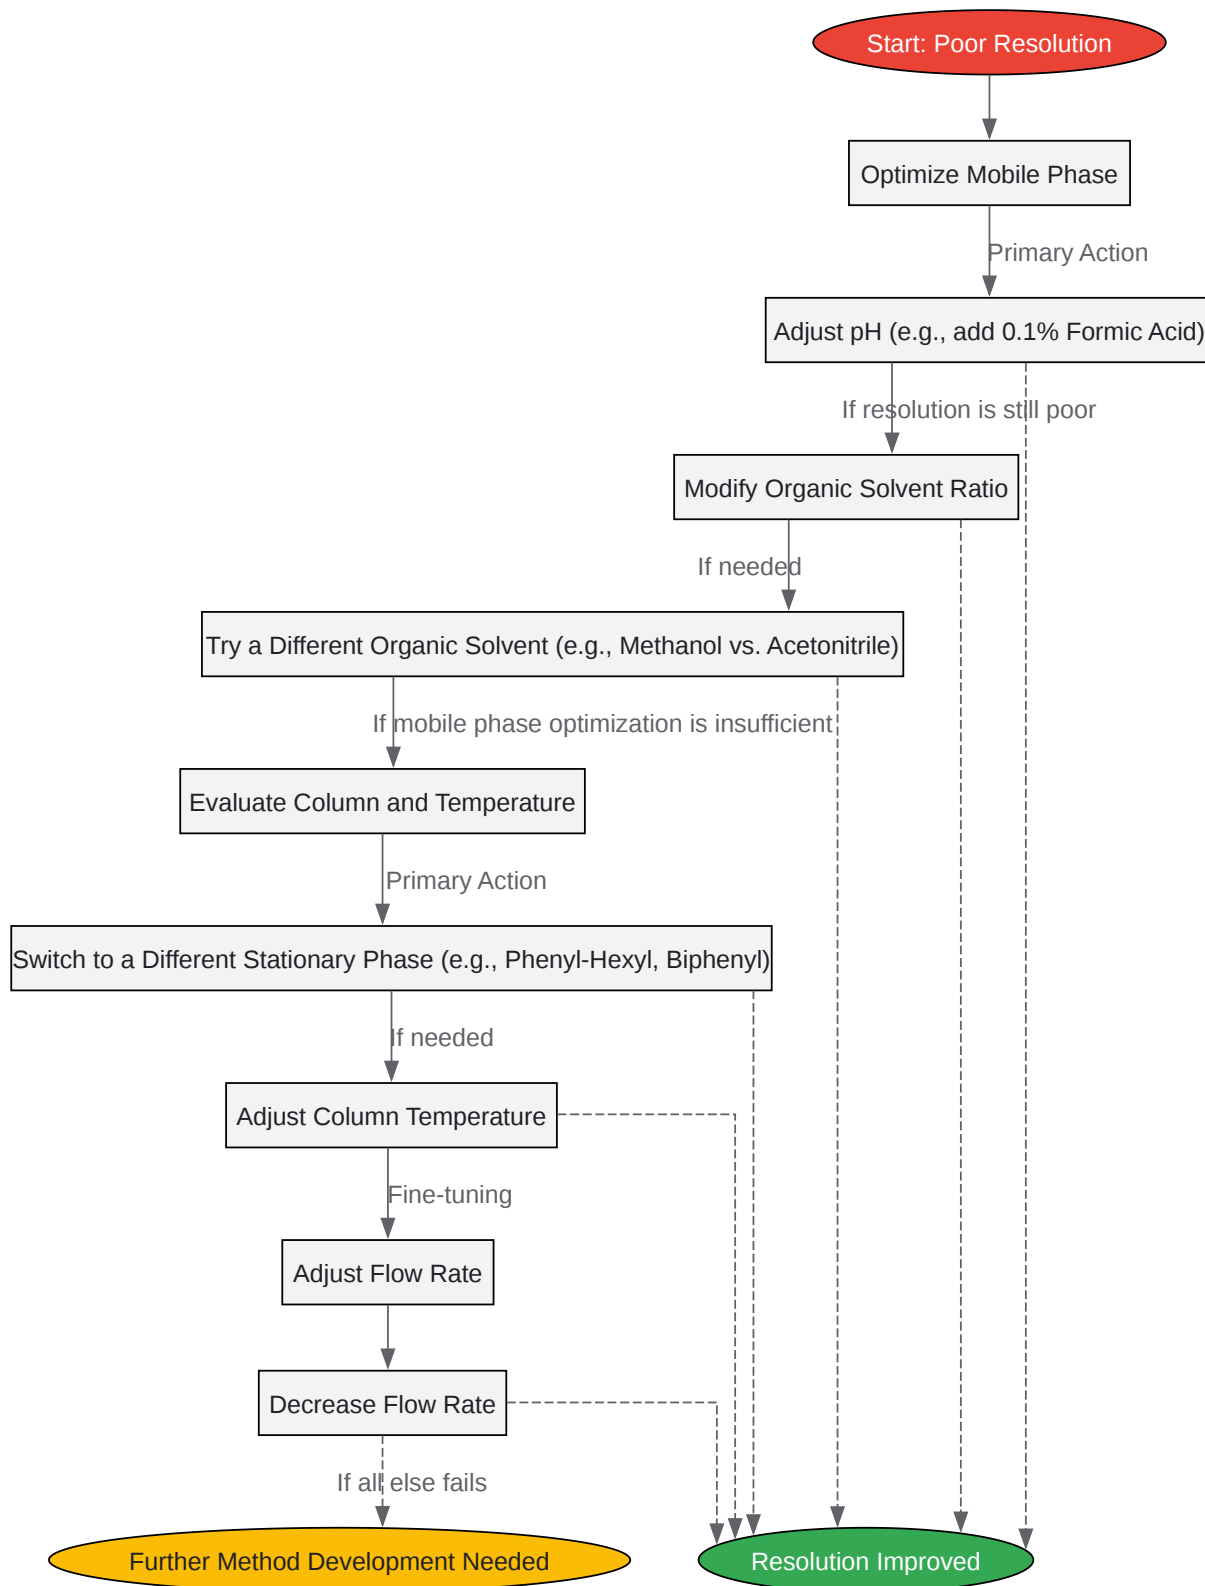 Start: Poor Resolution
Optimize Mobile Phase
Primary Action
Adjust pH (e.g., add 0.1% Formic Acid)
If resolution is still poor
Modify Organic Solvent Ratio
If needed
Try a Different Organic Solvent (e.g., Methanol vs. Acetonitrile)
If mobile phase optimization is insufficient
Evaluate Column and Temperature
Primary Action
Switch to a Different Stationary Phase (e.g., Phenyl-Hexyl, Biphenyl)
If needed
Adjust Column Temperature
Fine-tuning
Adjust Flow Rate
Decrease Flow Rate
If all else fails
Further Method Development Needed
Resolution Improved